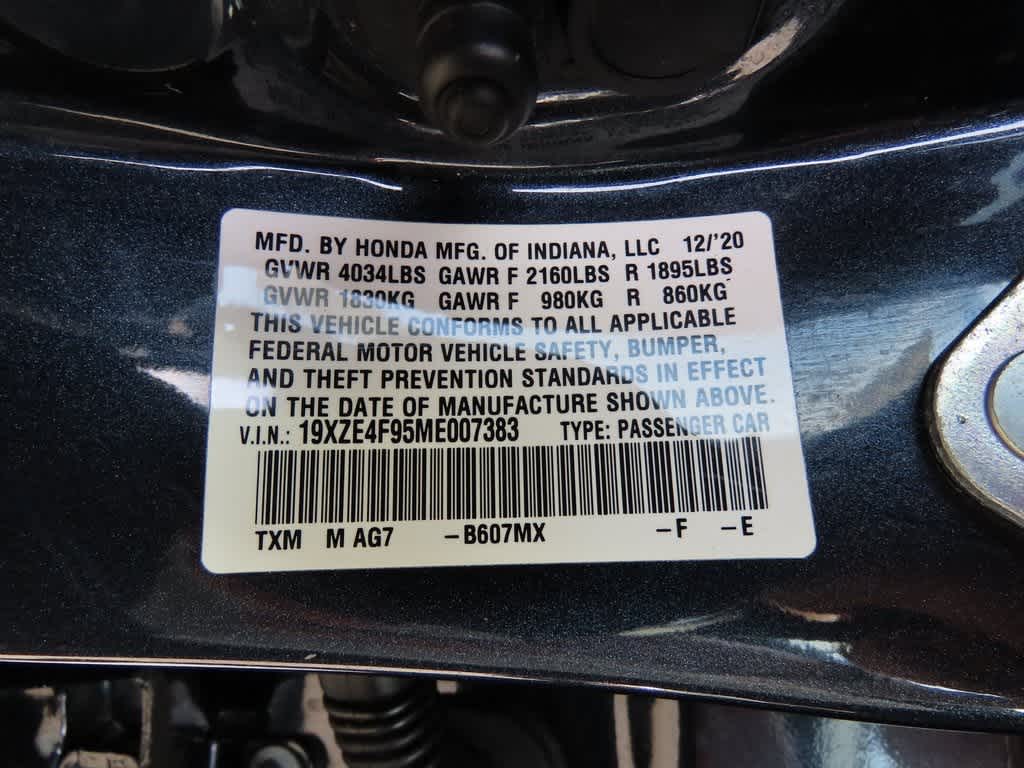 MFD. BY HONDA MFG. OF INDIANA, LLC 12/'20
GVWR 4034LBS GAWR F 2160LBS R 1895LBS
GVWR 1830KG GAWR F 980KG R 860KG
THIS VEHICLE CONFORMS TO ALL APPLICABLE
FEDERAL MOTOR VEHICLE SAFETY, BUMPER,
AND THEFT PREVENTION STANDARDS IN EFFECT
ON THE DATE OF MANUFACTURE SHOWN ABOVE.
V.I.N.: 19XZE4F95ME007383 TYPE: PASSENGER CAR
TXM M AG7 –B607MX –F –E